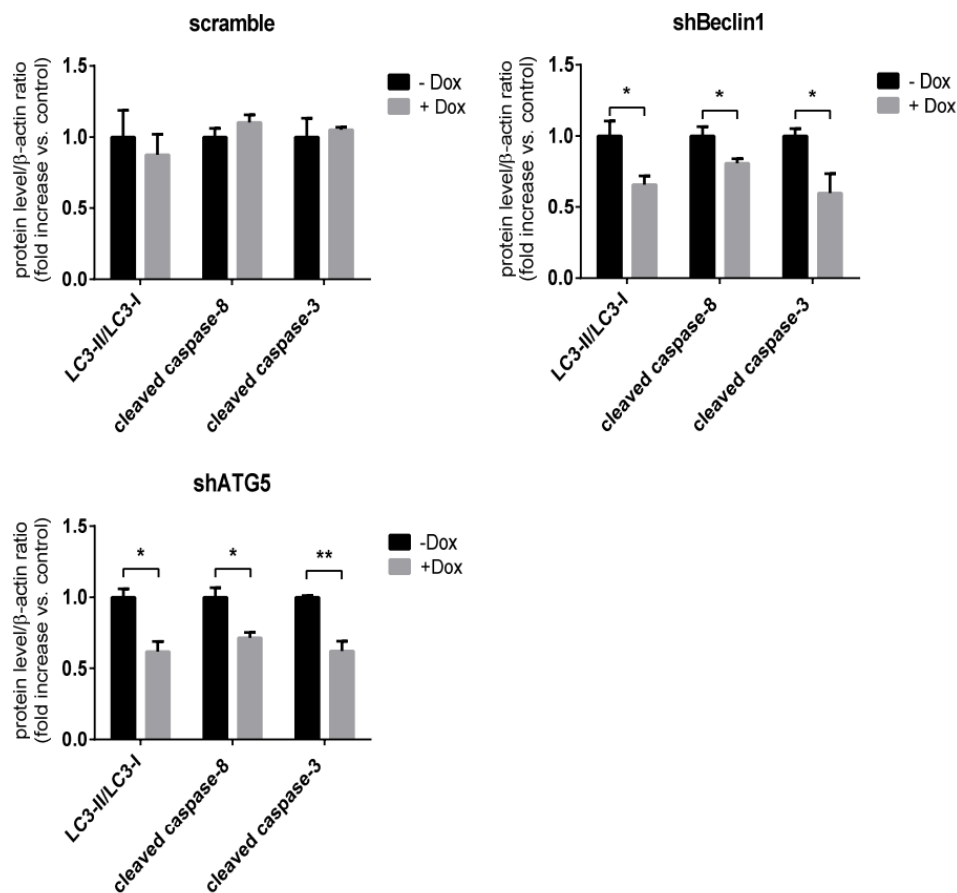 scramble
protein level/β-actin ratio
(fold increase vs. control)
1.5
1.0
0.5
0.0
- Dox
+ Dox
LC3-II/LC3-I
cleaved caspase-8
cleaved caspase-3
shBeclin1
protein level/β-actin ratio
(fold increase vs. control)
1.5
1.0
0.5
0.0
* * *
- Dox
+ Dox
LC3-II/LC3-I
cleaved caspase-8
cleaved caspase-3
shATG5
protein level/β-actin ratio
(fold increase vs. control)
1.5
1.0
0.5
0.0
* * **
-Dox
+Dox
LC3-II/LC3-I
cleaved caspase-8
cleaved caspase-3